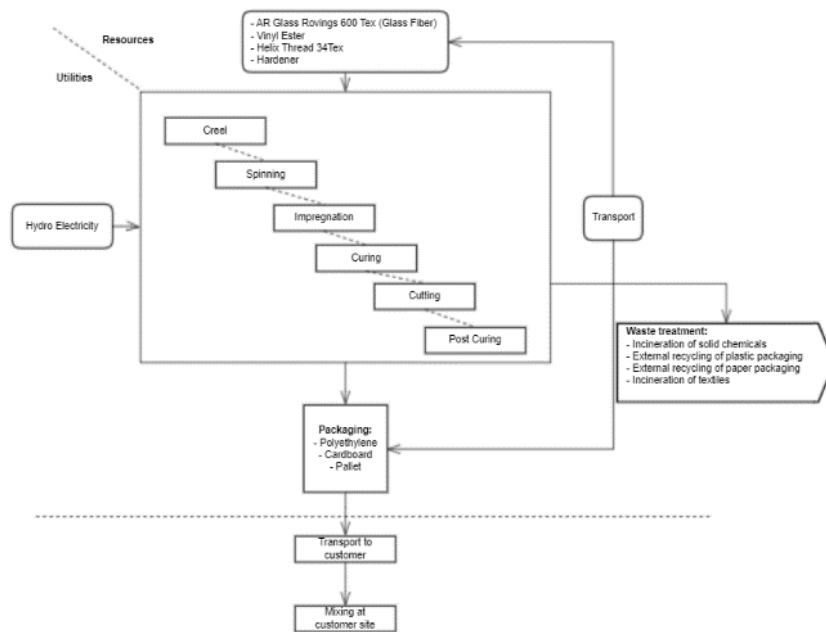 - AR Glass Rovings 600 Tex (Glass Fiber)
- Vinyl Ester
- Helix Thread 34Tex
- Hardener
Resources
Utilities
Creel
Spinning
Impregnation
Curing
Cutting
Post Curing
Hydro Electricity
Transport
Waste treatment:
- Incineration of solid chemicals
- External recycling of plastic packaging
- External recycling of paper packaging
- Incineration of textiles
Packaging:
- Polyethylene
- Cardboard
- Pallet
Transport to
customer
Mixing at
customer site